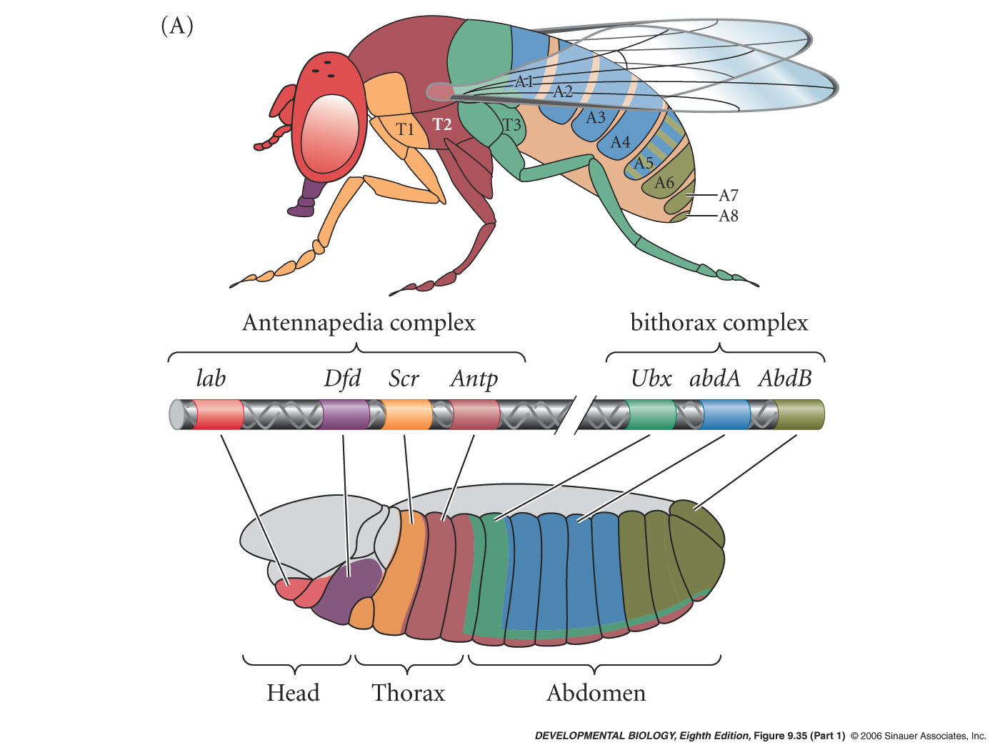 (A)
A1
A2
A3
T1
T2
T3
A4
A5
A6
A7
A8
Antennapedia complex
bithorax complex
lab Dfd Scr Antp Ubx abdA AbdB
Head Thorax Abdomen
DEVELOPMENTAL BIOLOGY, Eighth Edition, Figure 9.35 (Part 1) © 2006 Sinauer Associates, Inc.